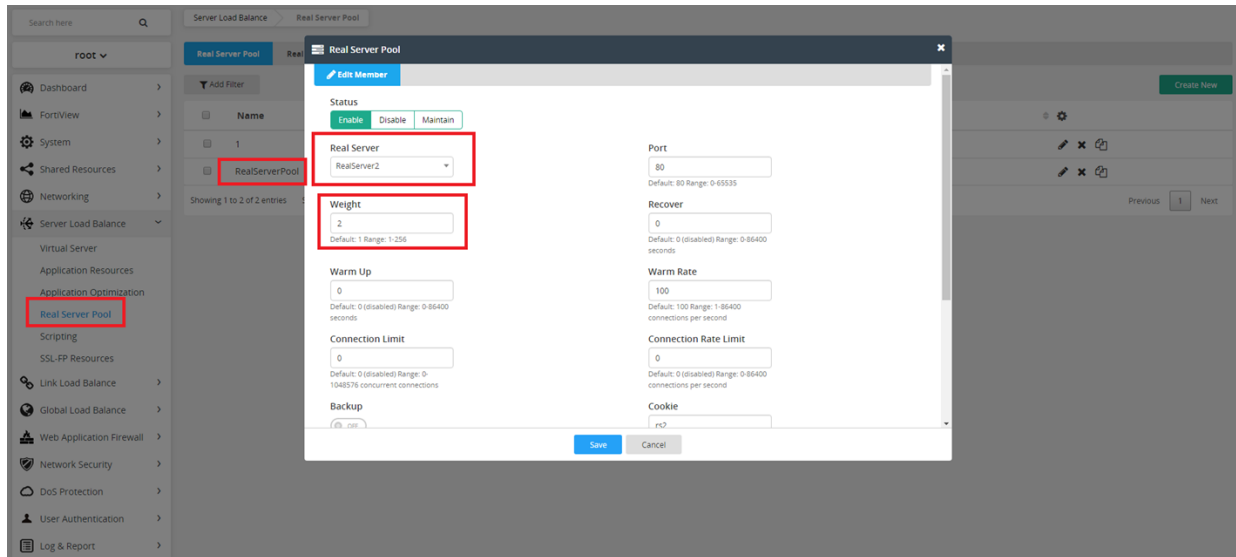 Search here
Server Load Balance
Real Server Pool
root
Real Server Pool
Real
Add Filter
Create New
Name
1
RealServerPool
Showing 1 to 2 of 2 entries
Previous 1 Next
Dashboard
FortiView
System
Shared Resources
Networking
Server Load Balance
Virtual Server
Application Resources
Application Optimization
Real Server Pool
Scripting
SSL-FP Resources
Link Load Balance
Global Load Balance
Web Application Firewall
Network Security
DoS Protection
User Authentication
Log & Report
Real Server Pool
Edit Member
Status
Enable Disable Maintain
Real Server
RealServer2
Port
80
Default: 80 Range: 0-65535
Weight
2
Default: 1 Range: 1-256
Recover
0
Default: 0 (disabled) Range: 0-86400
seconds
Warm Up
0
Default: 0 (disabled) Range: 0-86400
seconds
Warm Rate
100
Default: 100 Range: 1-86400
connections per second
Connection Limit
0
Default: 0 (disabled) Range: 0-
1048576 concurrent connections
Connection Rate Limit
0
Default: 0 (disabled) Range: 0-86400
connections per second
Backup
OFF
Cookie
rs2
Save
Cancel